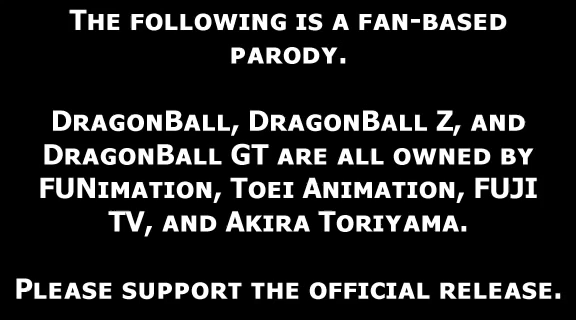 The following is a fan-based
parody.
DragonBall, DragonBall Z, and
DragonBall GT are all owned by
FUNimation, Toei Animation, FUJI
TV, and Akira Toriyama.
Please support the official release.